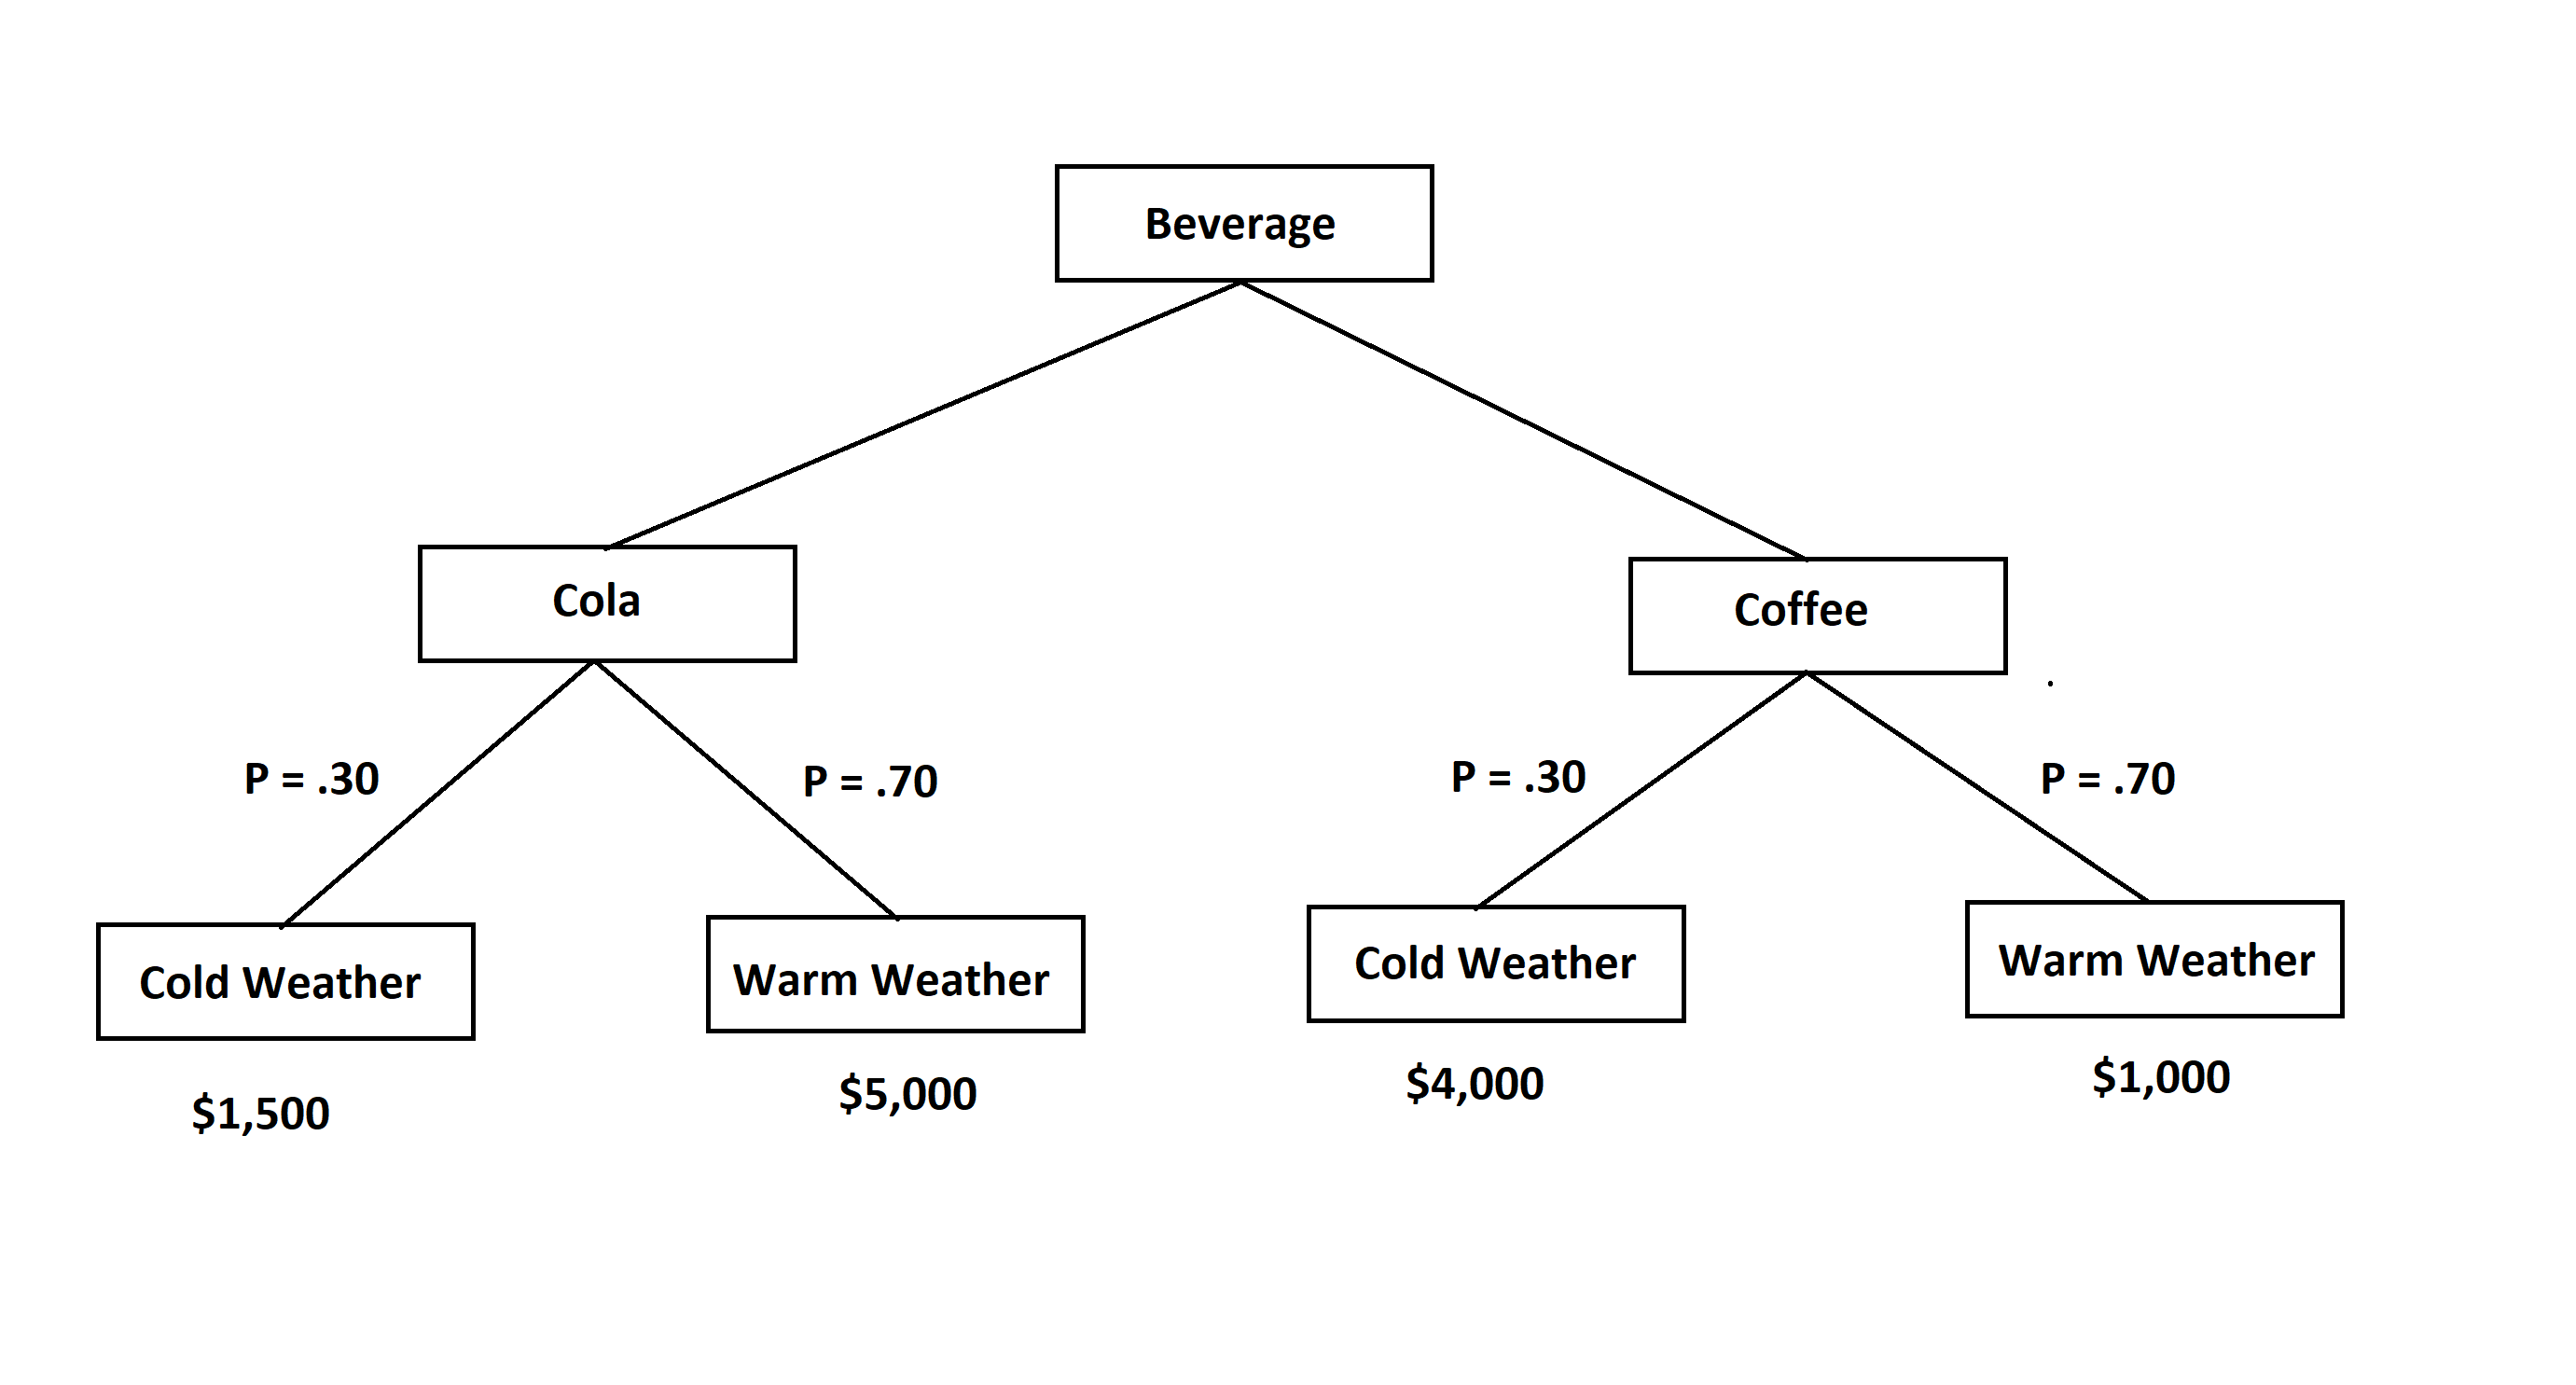 Beverage
Cola
Coffee
P = .30
P = .70
P = .30
P = .70
Cold Weather
Warm Weather
Cold Weather
Warm Weather
$1,500
$5,000
$4,000
$1,000